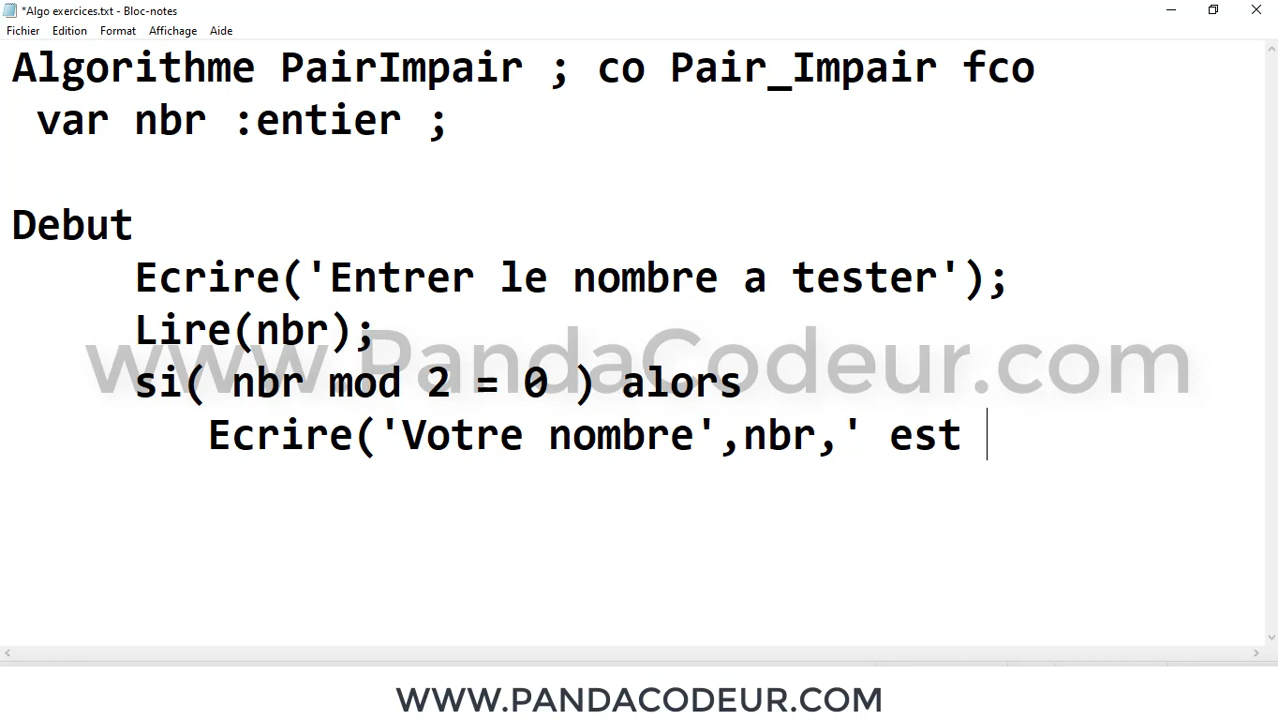 *Algo exercices.txt - Bloc-notes
Fichier Edition Format Affichage Aide
Algorithme PairImpair ; co Pair_Impair fco
var nbr :entier ;
Debut
Ecrire('Entrer le nombre a tester');
Lire(nbr);
www.PandaCodeur.com
si( nbr mod 2 = 0 ) alors
Ecrire('Votre nombre',nbr,' est
WWW.PANDACODEUR.COM